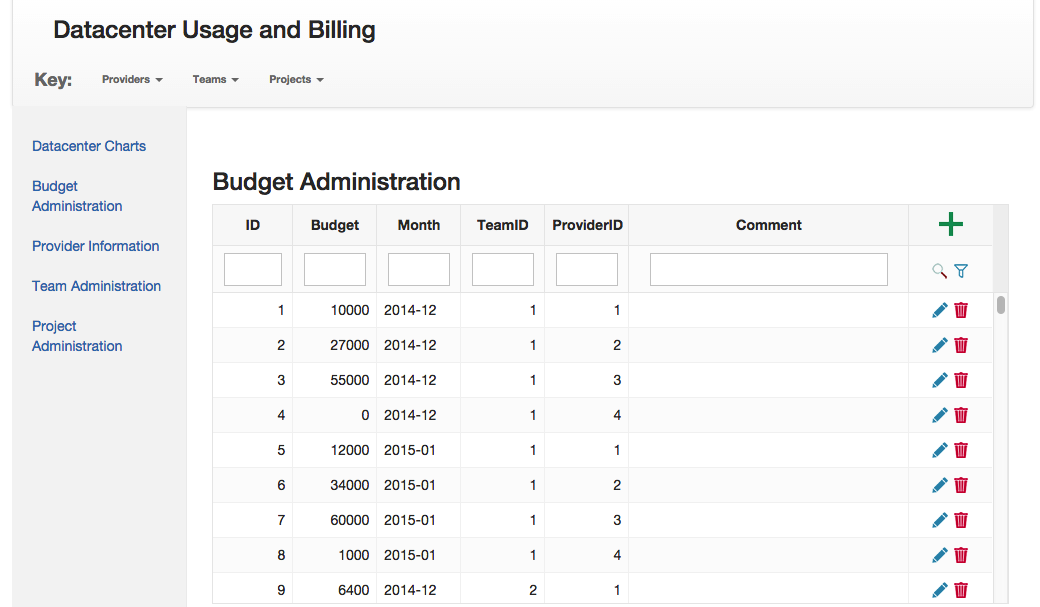 Datacenter Usage and Billing
Key: Providers Teams Projects
Datacenter Charts
Budget
Administration
Provider Information
Team Administration
Project
Administration
Budget Administration
ID Budget Month TeamID ProviderID Comment
1 10000 2014-12 1 1
2 27000 2014-12 1 2
3 55000 2014-12 1 3
4 0 2014-12 1 4
5 12000 2015-01 1 1
6 34000 2015-01 1 2
7 60000 2015-01 1 3
8 1000 2015-01 1 4
9 6400 2014-12 2 1